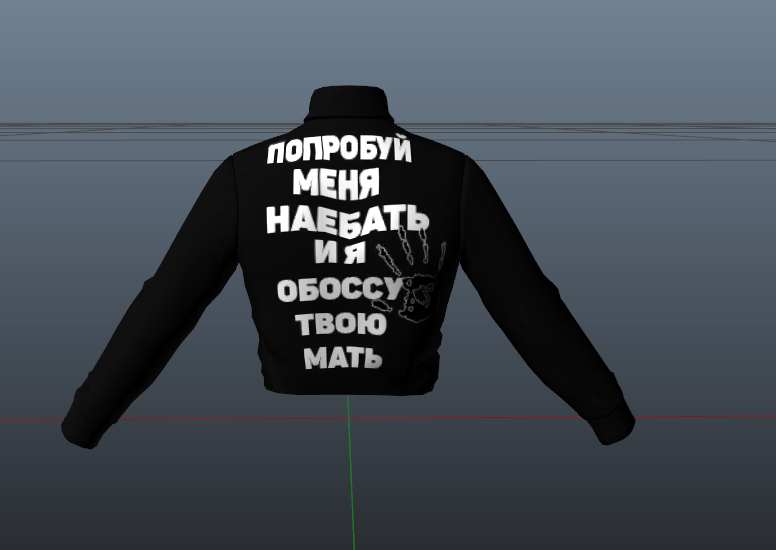 ПОПРОБУЙ
МЕНЯ
НАЕБАТЬ
И Я
ОБОССУ
ТВОЮ
МАТЬ